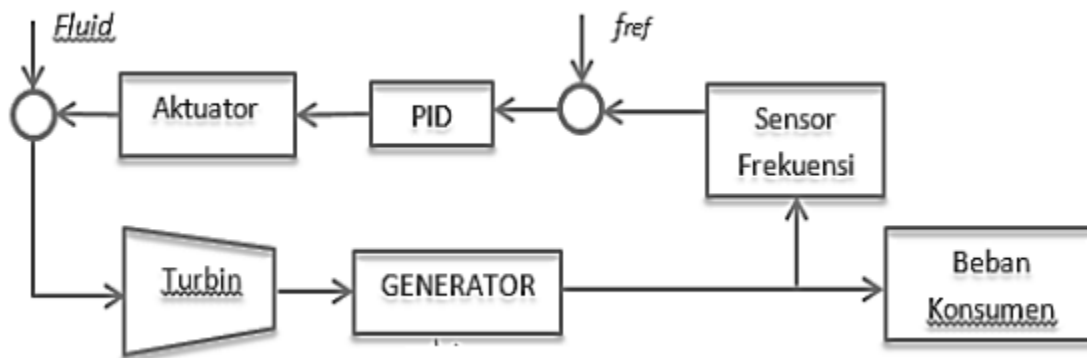 Fluid
fref
Aktuator
PID
Sensor
Frekuensi
Turbin
GENERATOR
Beban
Konsumen